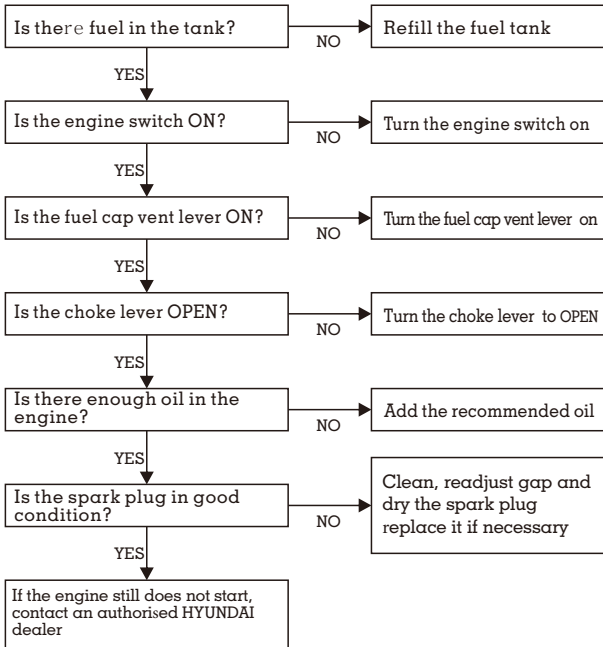 Is there fuel in the tank?
NO
Refill the fuel tank
YES
Is the engine switch ON?
NO
Turn the engine switch on
YES
Is the fuel cap vent lever ON?
NO
Turn the fuel cap vent lever on
YES
Is the choke lever OPEN?
NO
Turn the choke lever to OPEN
YES
Is there enough oil in the
engine?
NO
Add the recommended oil
YES
Is the spark plug in good
condition?
NO
Clean, readjust gap and
dry the spark plug
replace it if necessary
YES
If the engine still does not start,
contact an authorised HYUNDAI
dealer